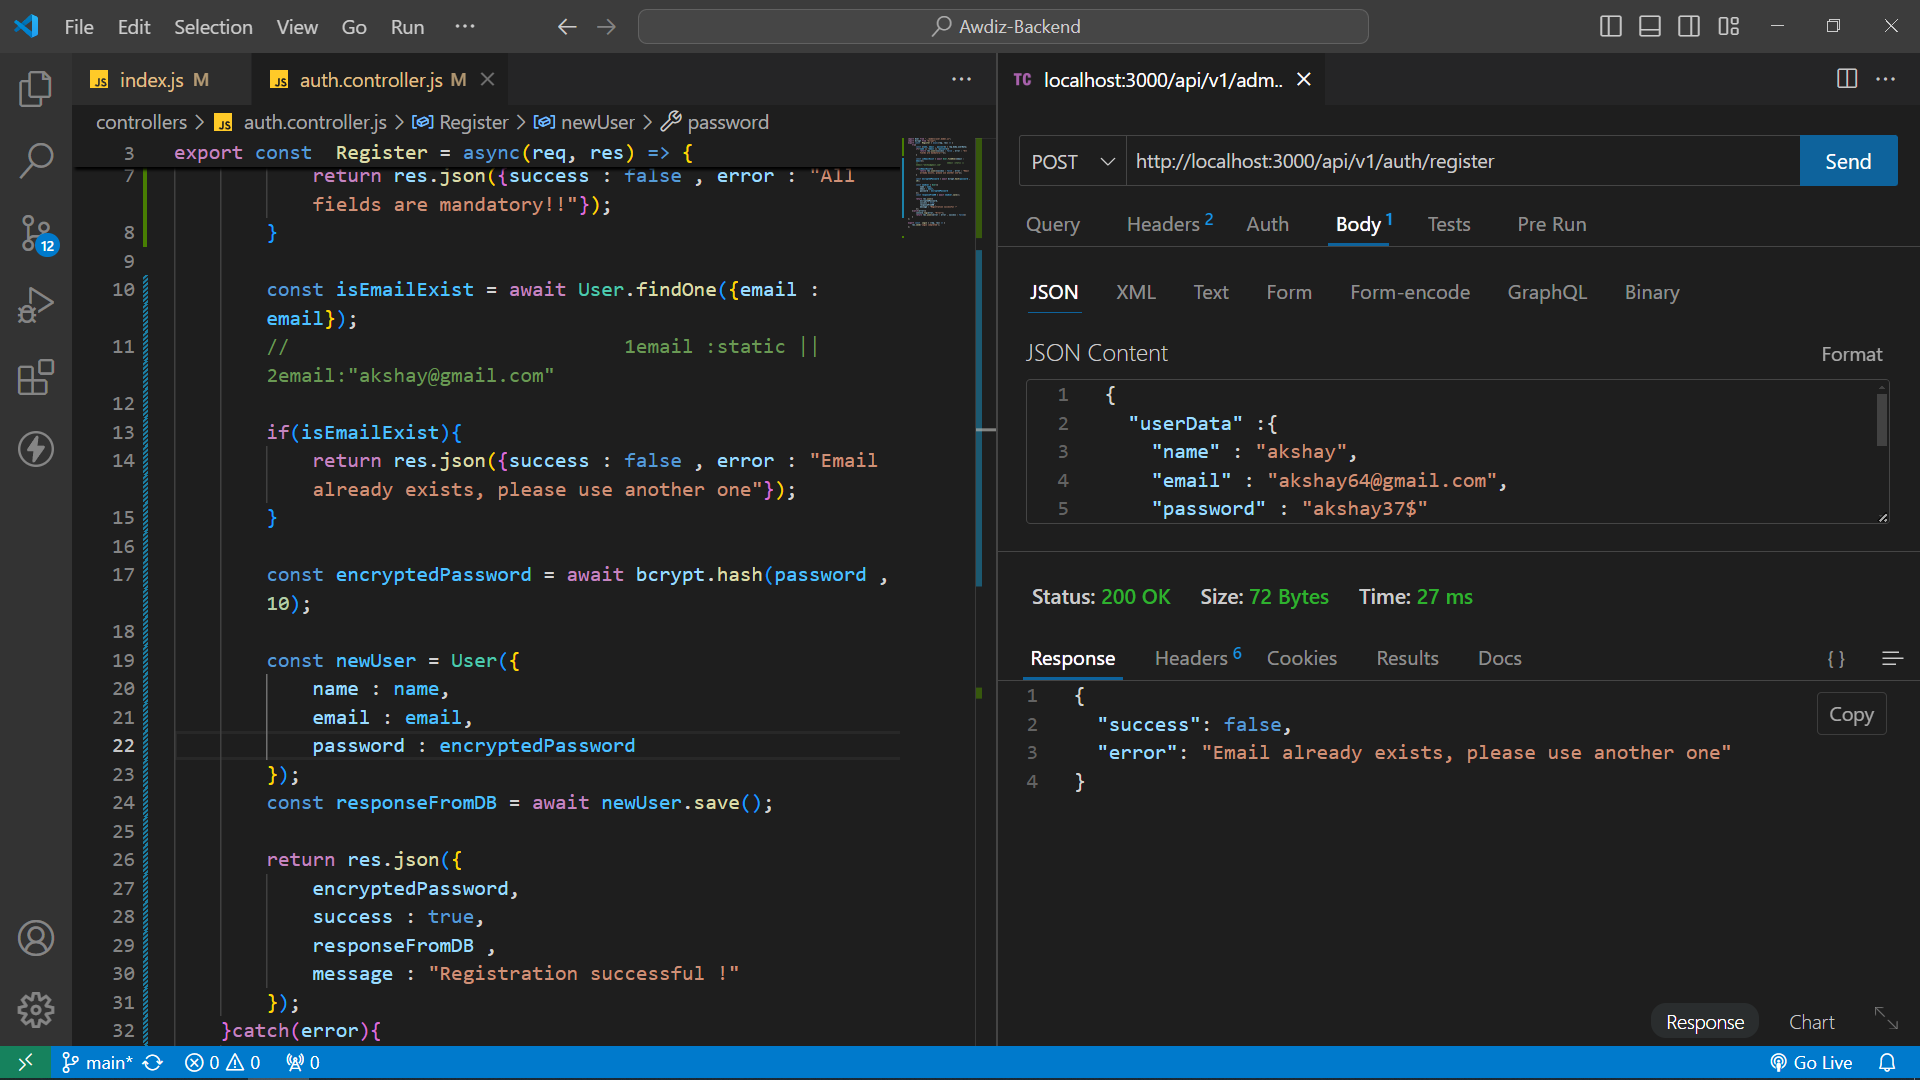 File Edit Selection View Go Run ··· Awdiz-Backend
JS index.js M JS auth.controller.js M
controllers > JS auth.controller.js > Register > newUser > password
3 export const Register = async(req, res) => {
7 return res.json({success : false , error : "All
fields are mandatory!!"});
8 }
9
10 const isEmailExist = await User.findOne({email :
email});
11 // 1email :static ||
2email:"akshay@gmail.com"
12
13 if(isEmailExist){
14 return res.json({success : false , error : "Email
already exists, please use another one"});
15 }
16
17 const encryptedPassword = await bcrypt.hash(password ,
10);
18
19 const newUser = User({
20 name : name,
21 email : email,
22 password : encryptedPassword
23 });
24 const responseFromDB = await newUser.save();
25
26 return res.json({
27 encryptedPassword,
28 success : true,
29 responseFromDB ,
30 message : "Registration successful !"
31 });
32 }catch(error){
TC localhost:3000/api/v1/adm..
POST http://localhost:3000/api/v1/auth/register Send
Query Headers 2 Auth Body 1 Tests Pre Run
JSON XML Text Form Form-encode GraphQL Binary
JSON Content Format
1 {
2 "userData" :{
3 "name" : "akshay",
4 "email" : "akshay64@gmail.com",
5 "password" : "akshay37$"
Status: 200 OK Size: 72 Bytes Time: 27 ms
Response Headers 6 Cookies Results Docs { }
1 {
2 "success": false,
3 "error": "Email already exists, please use another one"
4 }
Copy
Response Chart
12
main* 0 0 0 Go Live